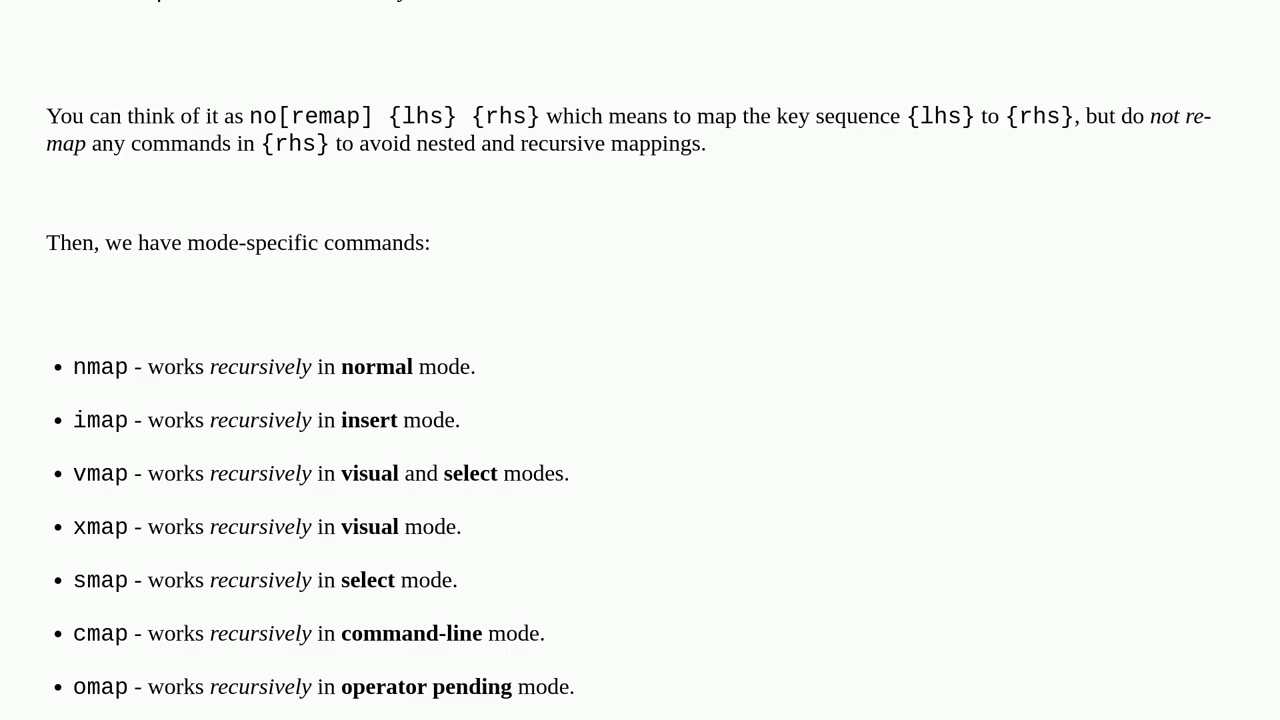 You can think of it as no[remap] {lhs} {rhs} which means to map the key sequence {lhs} to {rhs}, but do not re-
map any commands in {rhs} to avoid nested and recursive mappings.
Then, we have mode-specific commands:
• nmap - works recursively in normal mode.
• imap - works recursively in insert mode.
• vmap - works recursively in visual and select modes.
• xmap - works recursively in visual mode.
• smap - works recursively in select mode.
• cmap - works recursively in command-line mode.
• omap - works recursively in operator pending mode.